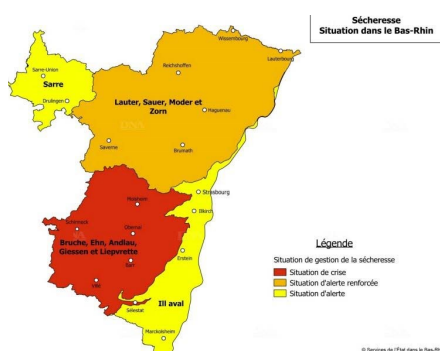 Sécheresse
Situation dans le Bas-Rhin
Wissembourg
Lauterbourg
Reichshoffen
Sarre-Union
Sarre
Drulingen
Lauter, Sauer, Moder et
Zorn
Haguenau
Saverne
Brumath
Strasbourg
Molsheim
Illkirch
Schirmeck
Obernai
Bruche, Ehn, Andlau,
Giessen et Liepvrette
Erstein
Barr
Villé
Ill aval
Sélestat
Marckolsheim
Légende
Situation de gestion de la sécheresse
Situation de crise
Situation d'alerte renforcée
Situation d'alerte
© Services de l'État dans le Bas-Rh